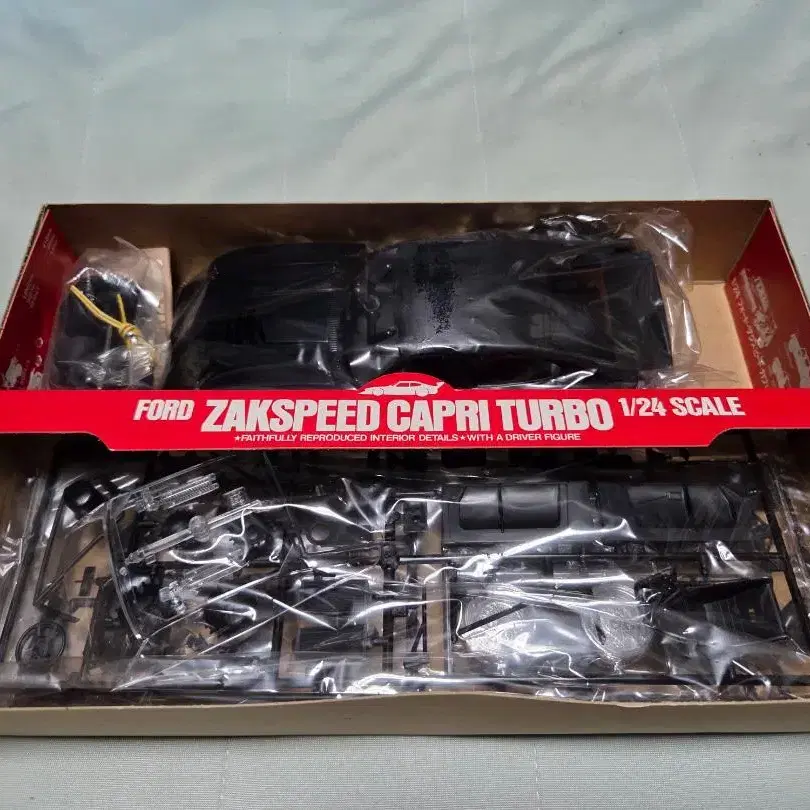 FORD ZAKSPEED CAPRI TURBO 1/24 SCALE
★FAITHFULLY REPRODUCED INTERIOR DETAILS★WITH A DRIVER FIGURE